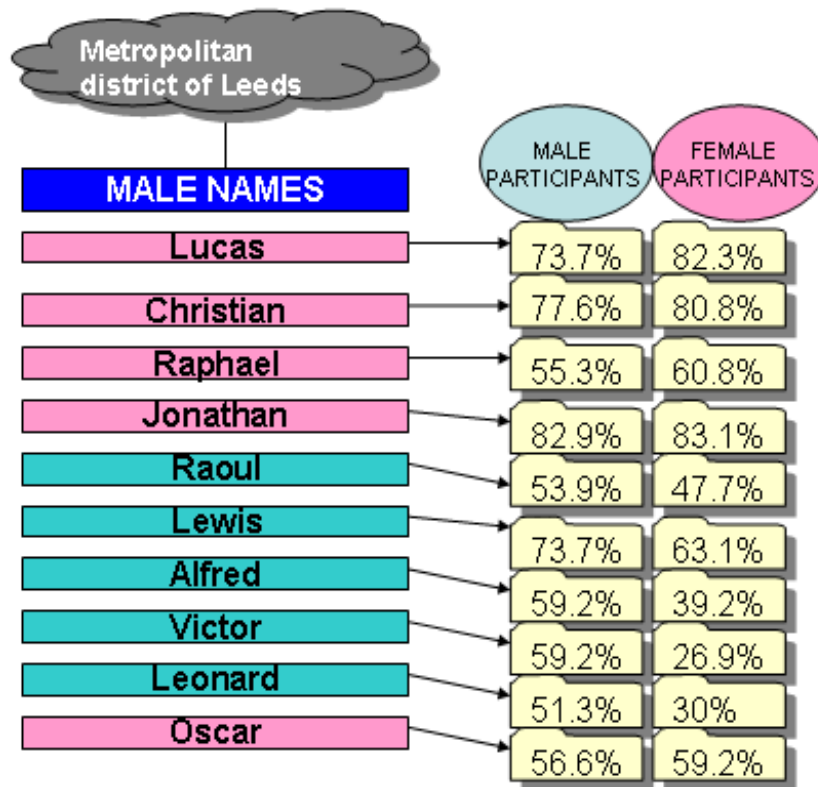 Metropolitan
district of Leeds
MALE NAMES
MALE
PARTICIPANTS
FEMALE
PARTICIPANTS
Lucas
73.7% 82.3%
Christian
77.6% 80.8%
Raphael
55.3% 60.8%
Jonathan
82.9% 83.1%
Raoul
53.9% 47.7%
Lewis
73.7% 63.1%
Alfred
59.2% 39.2%
Victor
59.2% 26.9%
Leonard
51.3% 30%
Oscar
56.6% 59.2%